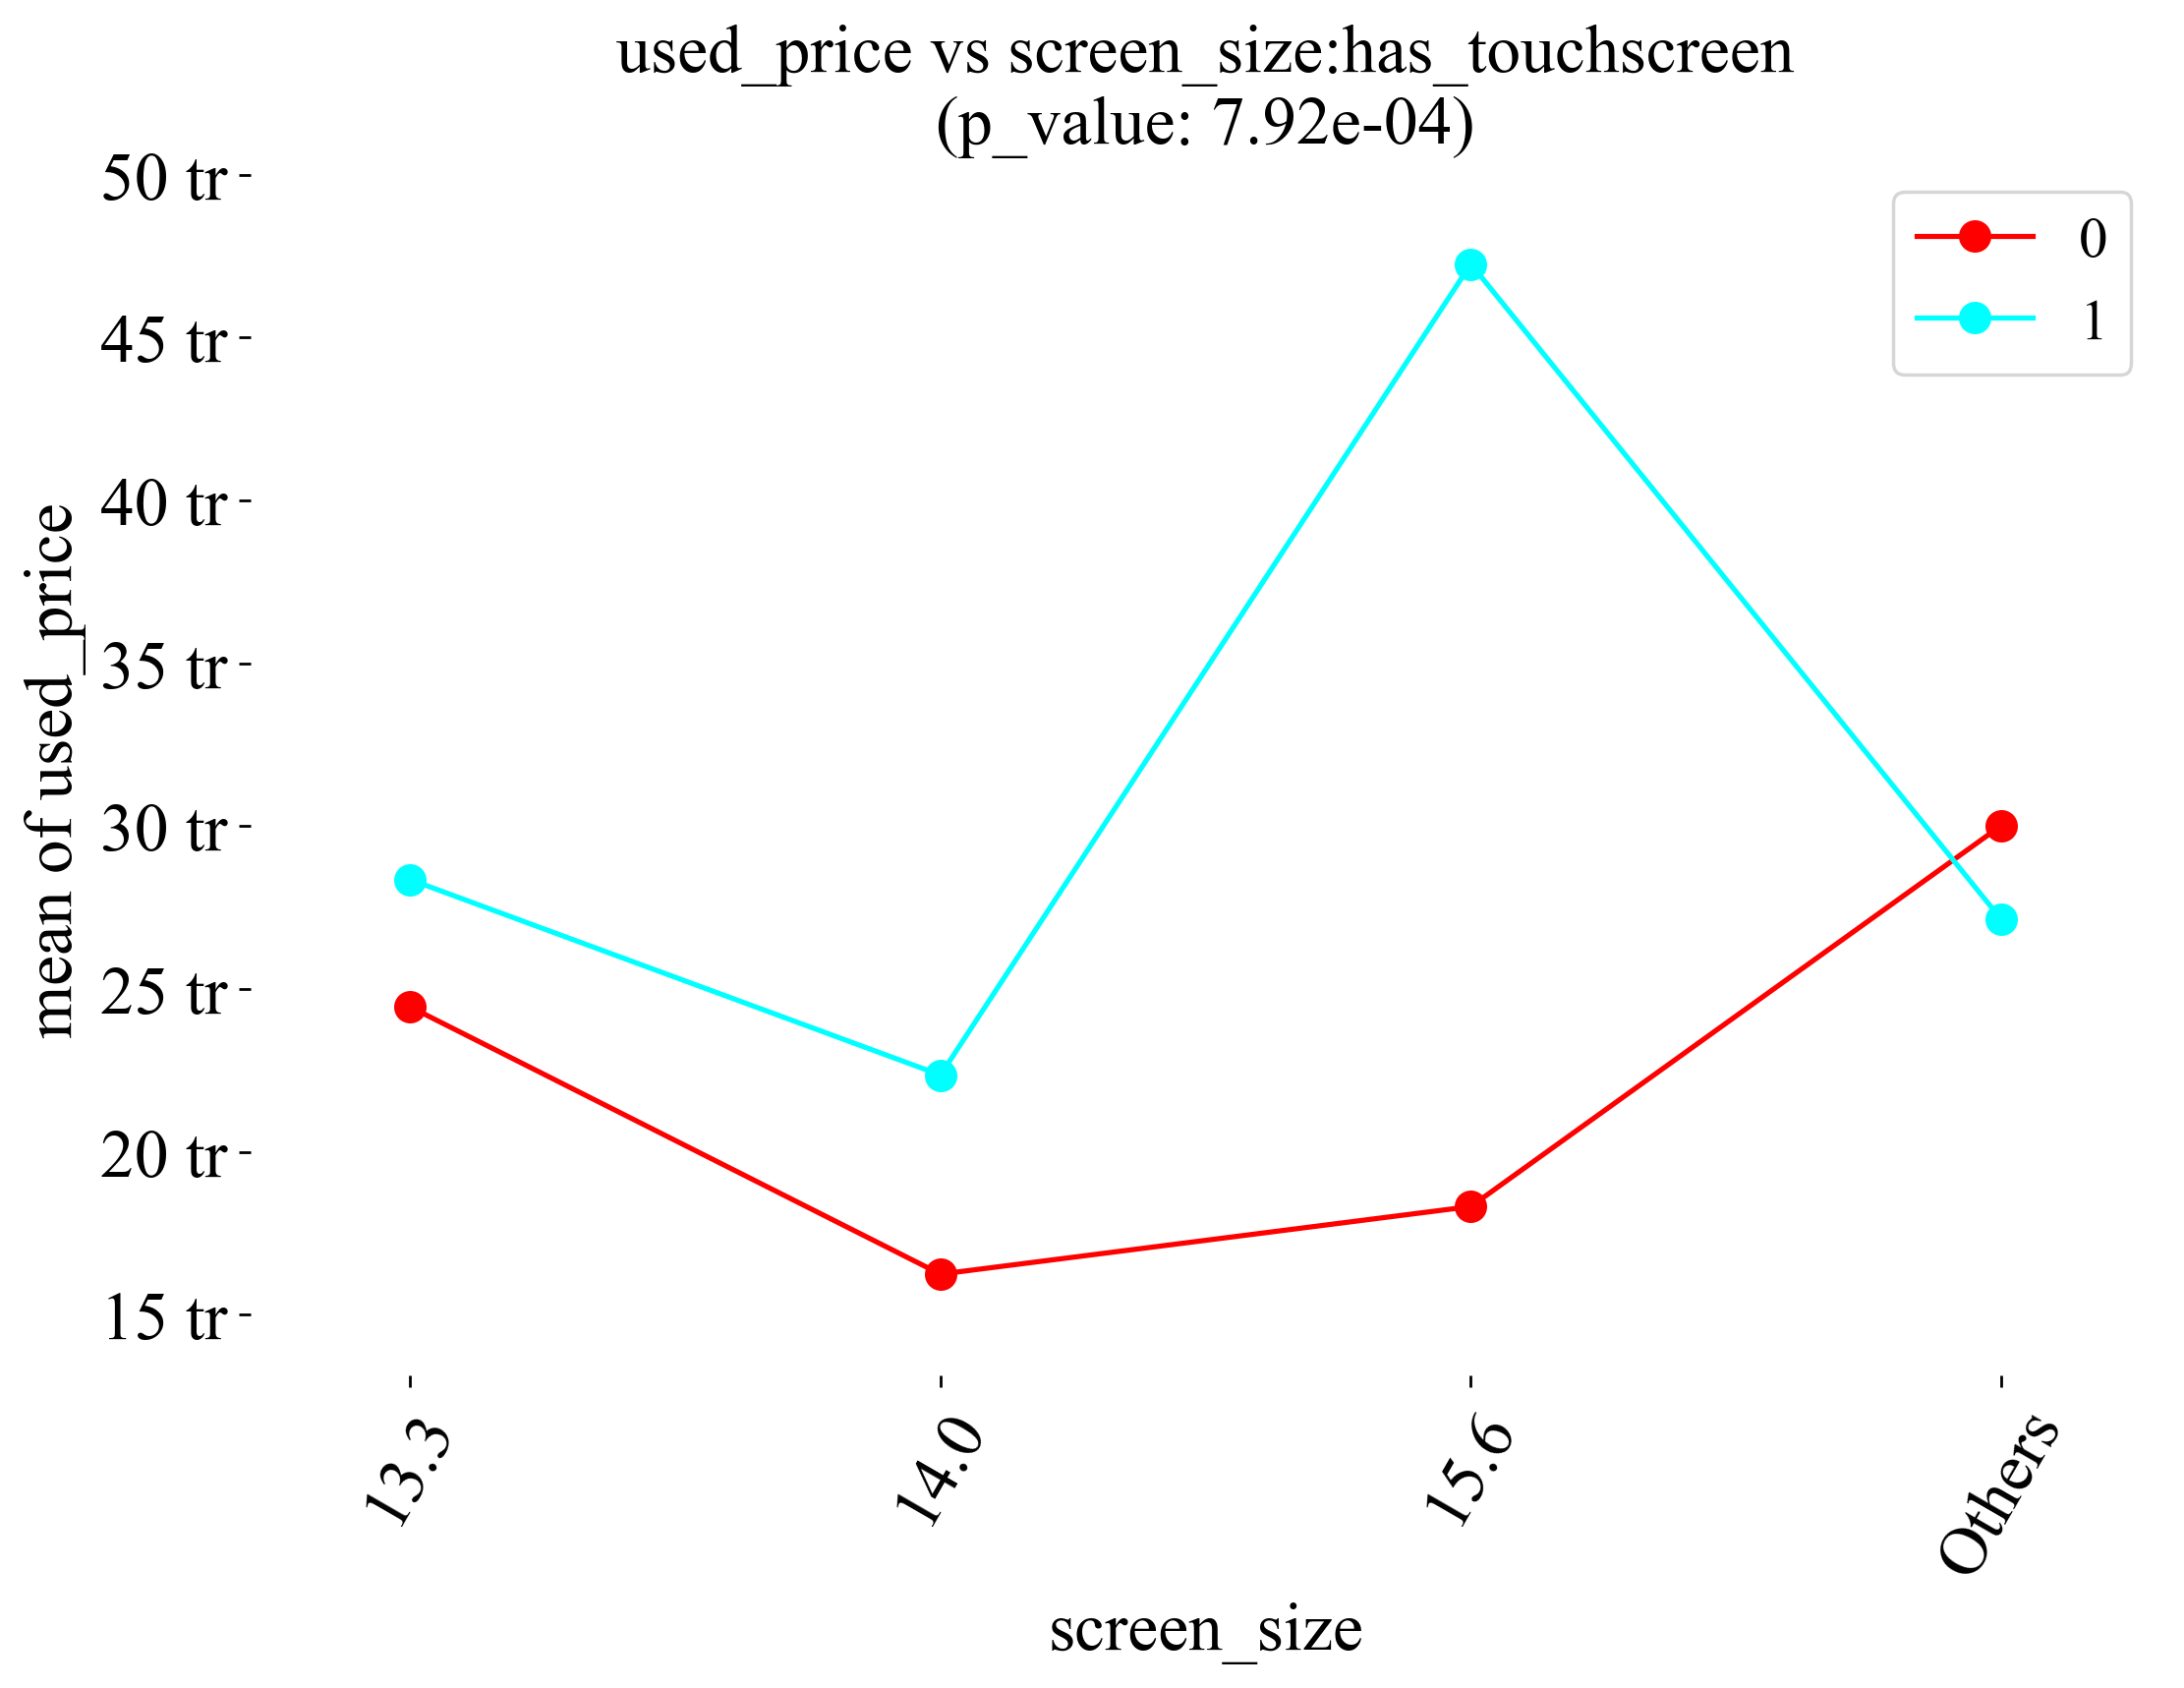 used_price vs screen_size:has_touchscreen
(p_value: 7.92e-04)
50 tr
45 tr
40 tr
35 tr
30 tr
25 tr
20 tr
15 tr
mean of used_price
0
1
13.3
14.0
15.6
Others
screen_size